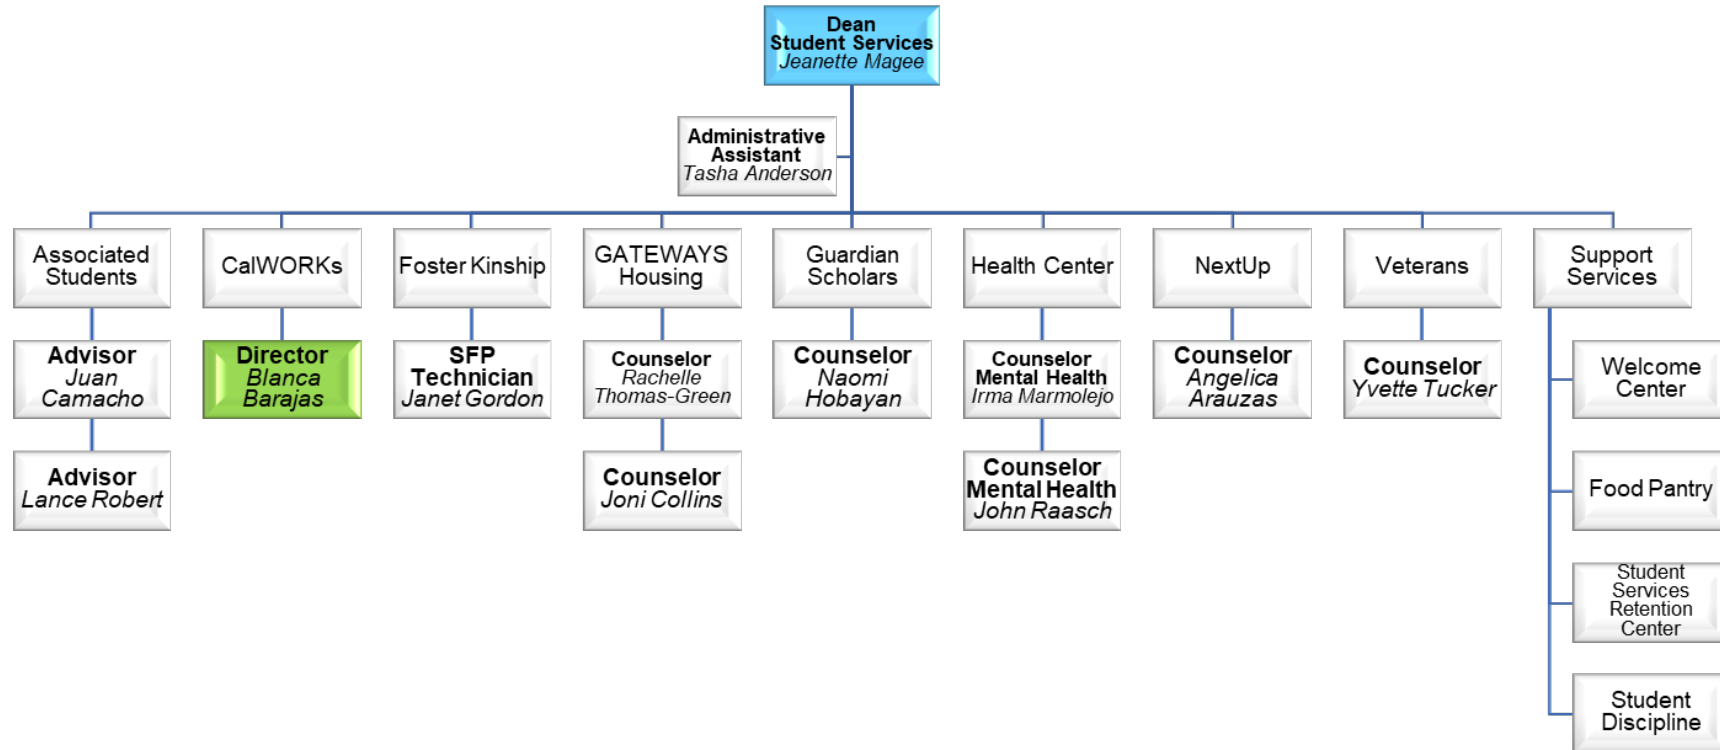 Dean
Student Services
Jeanette Magee
Administrative
Assistant
Tasha Anderson
Associated
Students
CalWORKs
Foster Kinship
GATEWAYS
Housing
Guardian
Scholars
Health Center
NextUp
Veterans
Support
Services
Advisor
Juan
Camacho
Director
Blanca
Barajas
SFP
Technician
Janet Gordon
Counselor
Rachelle
Thomas-Green
Counselor
Naomi
Hobayan
Counselor
Mental Health
Irma Marmolejo
Counselor
Angelica
Arauzas
Counselor
Yvette Tucker
Welcome
Center
Advisor
Lance Robert
Counselor
Joni Collins
Counselor
Mental Health
John Raasch
Food Pantry
Student
Services
Retention
Center
Student
Discipline